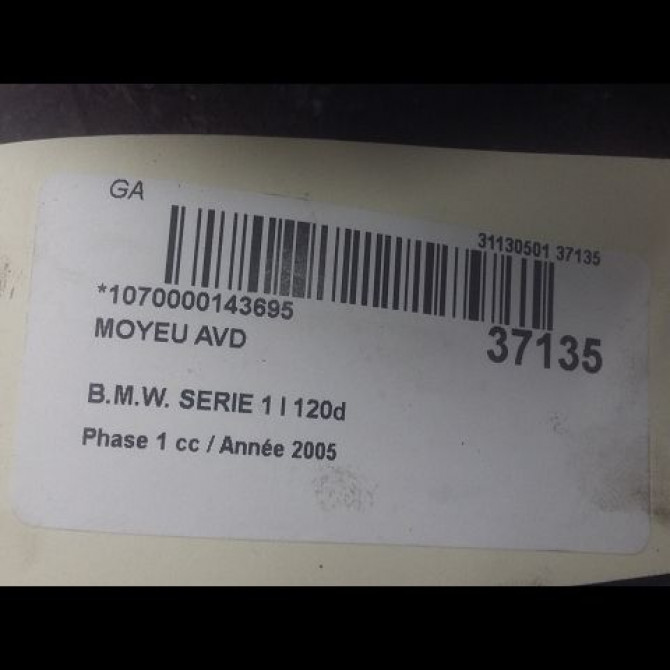 GA
31130501 37135
*1070000143695
37135
MOYEU AVD
B.M.W. SERIE 1 I 120d
Phase 1 cc / Année 2005